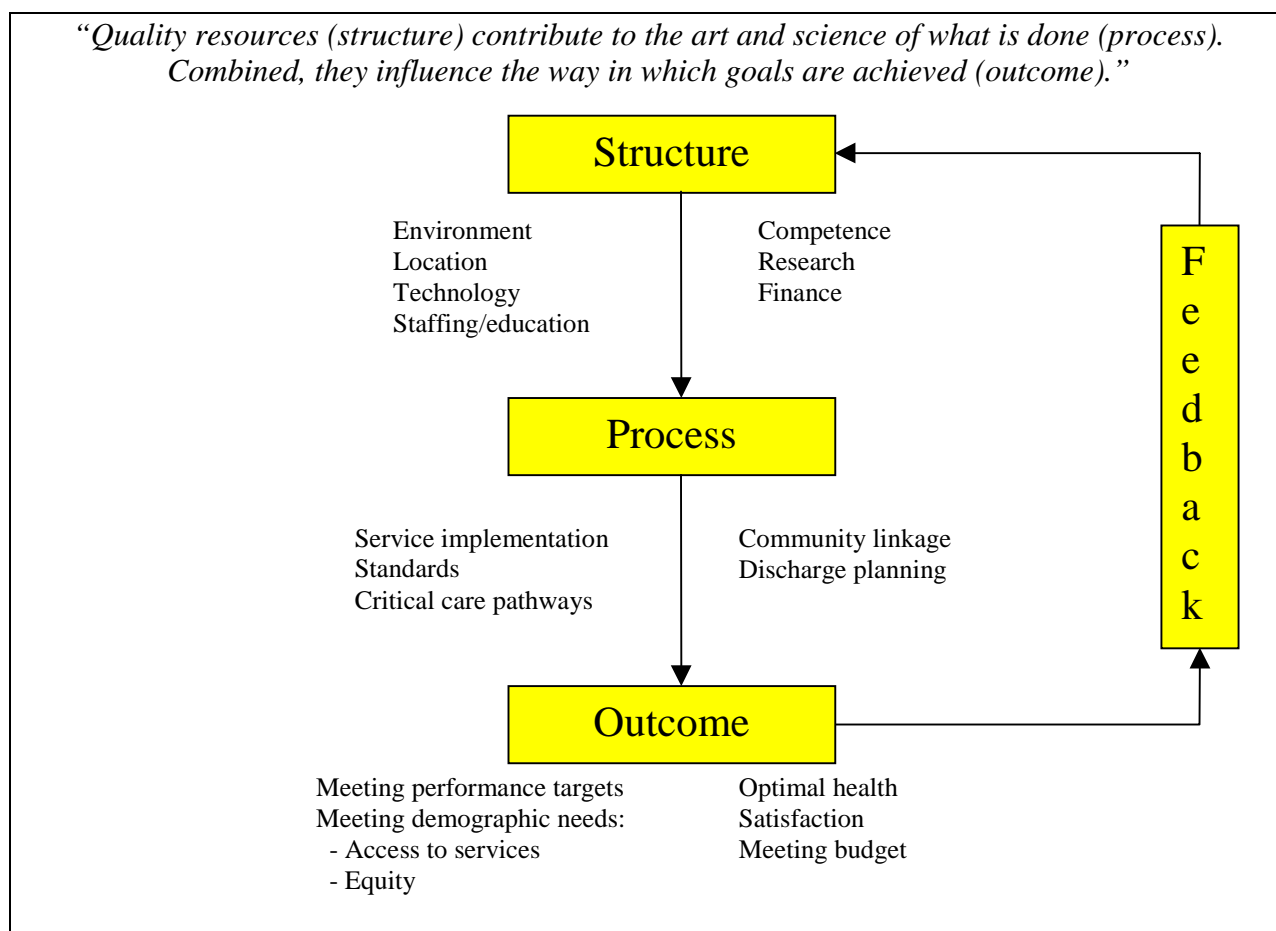 “Quality resources (structure) contribute to the art and science of what is done (process).
Combined, they influence the way in which goals are achieved (outcome).”
Structure
Environment
Location
Technology
Staffing/education
Competence
Research
Finance
Process
Service implementation
Standards
Critical care pathways
Community linkage
Discharge planning
Outcome
Meeting performance targets
Meeting demographic needs:
- Access to services
- Equity
Optimal health
Satisfaction
Meeting budget
Feedback